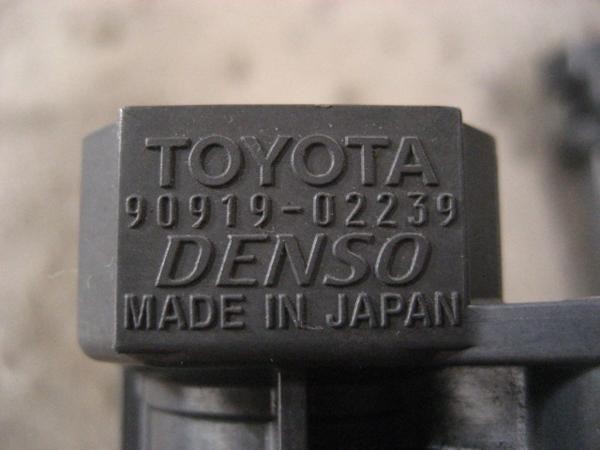 TOYOTA
90919-02239
DENSO
MADE IN JAPAN